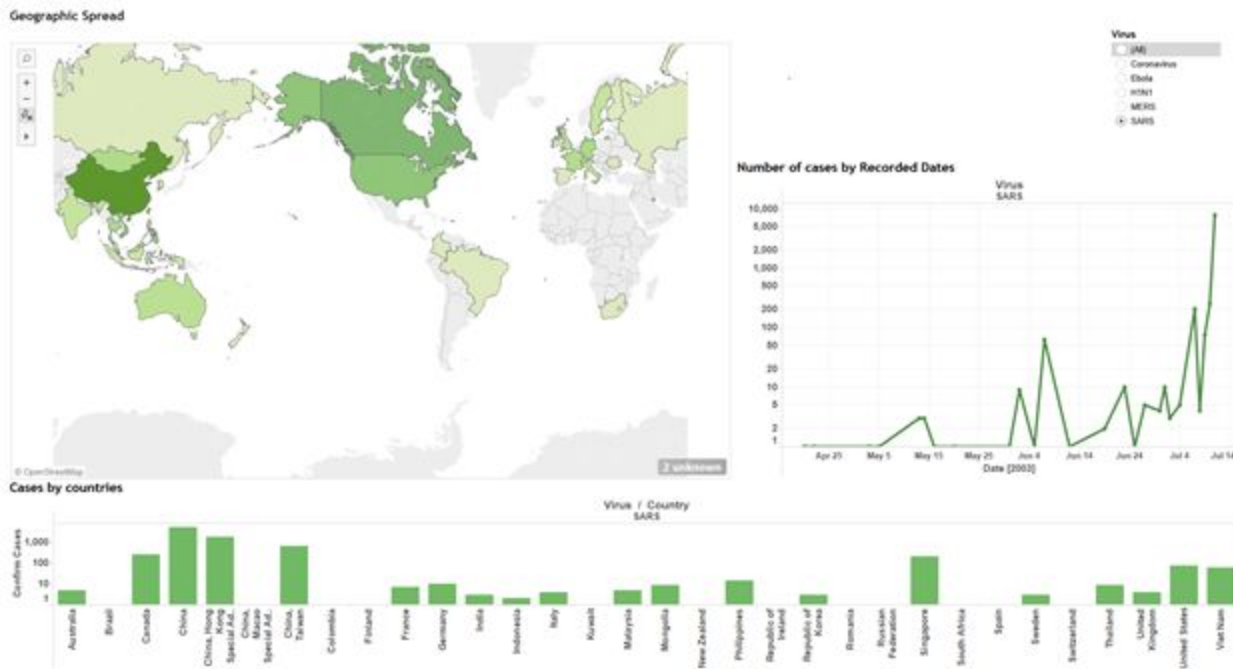 Geographic Spread
Virus
(All)
Coronavirus
Ebola
H1N1
MERS
SARS
+
−
Number of cases by Recorded Dates
Virus
SARS
10,000
5,000
2,000
1,000
500
200
100
50
20
10
5
2
1
Apr 25
May 5
May 15
May 25
Jun 4
Jun 14
Jun 24
Jul 4
Jul 14
Date [2003]
© OpenStreetMap
2 unknown
Cases by countries
Virus / Country
SARS
Confirm Cases
1,000
100
10
1
Australia
Brazil
Canada
China
China, Hong
Kong
Special Ad..
China,
Macao
Special Ad..
China,
Taiwan
Colombia
Finland
France
Germany
India
Indonesia
Italy
Kuwait
Malaysia
Mongolia
New Zealand
Philippines
Republic of
Ireland
Republic of
Korea
Romania
Russian
Federation
Singapore
South Africa
Spain
Sweden
Switzerland
Thailand
United
Kingdom
United States
Viet Nam